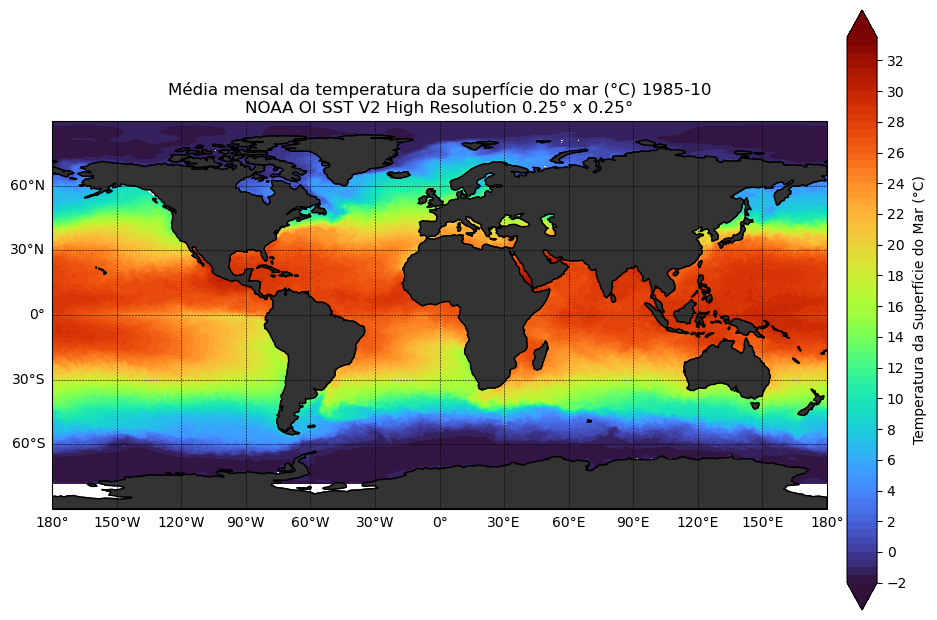 Média mensal da temperatura da superfície do mar (°C) 1985-10
NOAA OI SST V2 High Resolution 0.25° x 0.25°
60°N
30°N
0°
30°S
60°S
180°
150°W
120°W
90°W
60°W
30°W
0°
30°E
60°E
90°E
120°E
150°E
180°
32
30
28
26
24
22
20
18
16
14
12
10
8
6
4
2
0
−2
Temperatura da Superfície do Mar (°C)